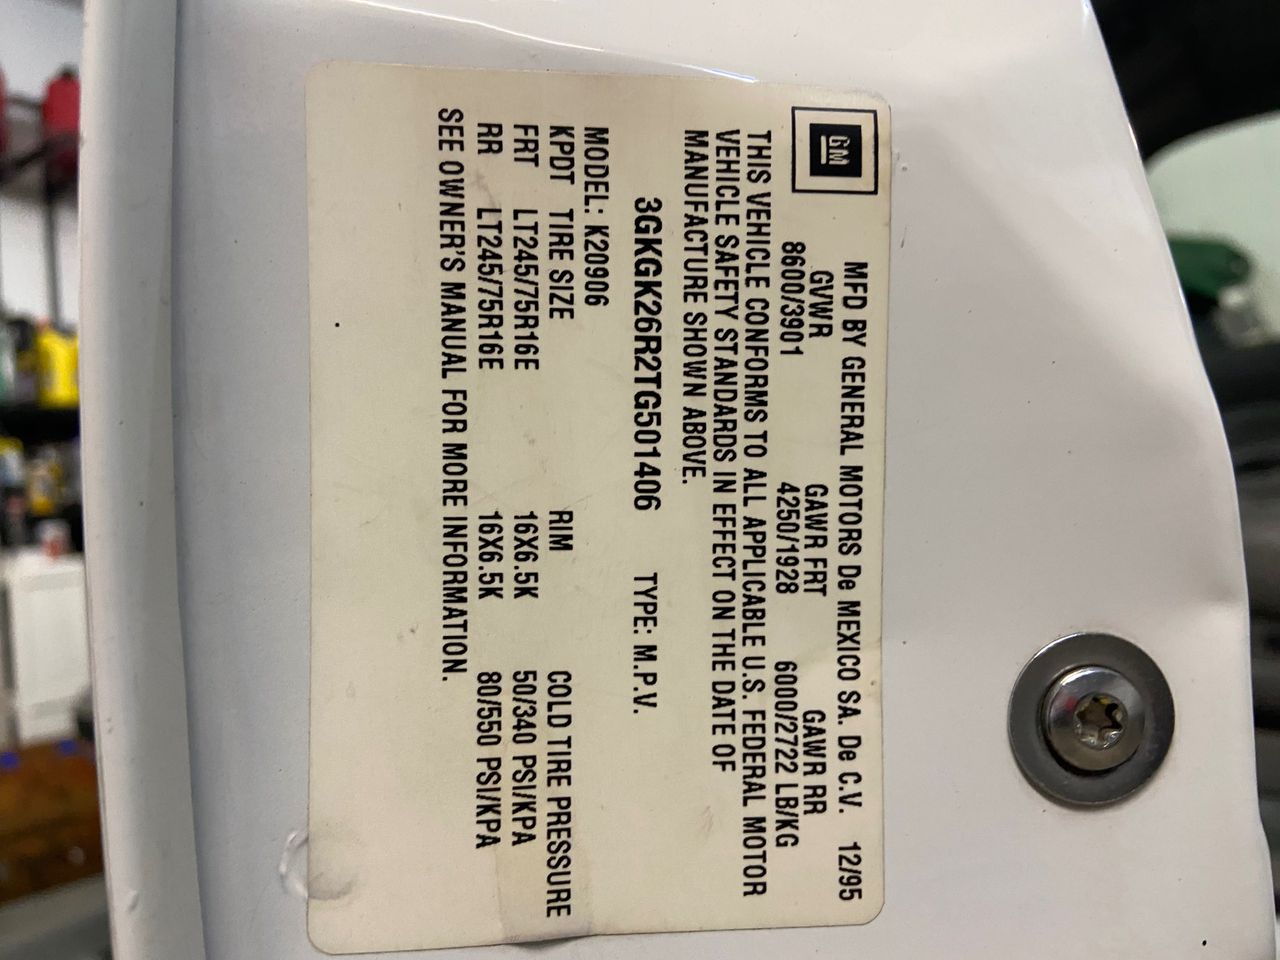 GM
MFD BY GENERAL MOTORS De MEXICO SA. De C.V. 12/95
GVWR GAWR FRT GAWR RR
8600/3901 4250/1928 6000/2722 LB/KG
THIS VEHICLE CONFORMS TO ALL APPLICABLE U.S. FEDERAL MOTOR
VEHICLE SAFETY STANDARDS IN EFFECT ON THE DATE OF
MANUFACTURE SHOWN ABOVE.
3GKGK26R2TG501406 TYPE: M.P.V.
MODEL: K20906
KPDT TIRE SIZE RIM COLD TIRE PRESSURE
FRT LT245/75R16E 16X6.5K 50/340 PSI/KPA
RR LT245/75R16E 16X6.5K 80/550 PSI/KPA
SEE OWNER'S MANUAL FOR MORE INFORMATION.